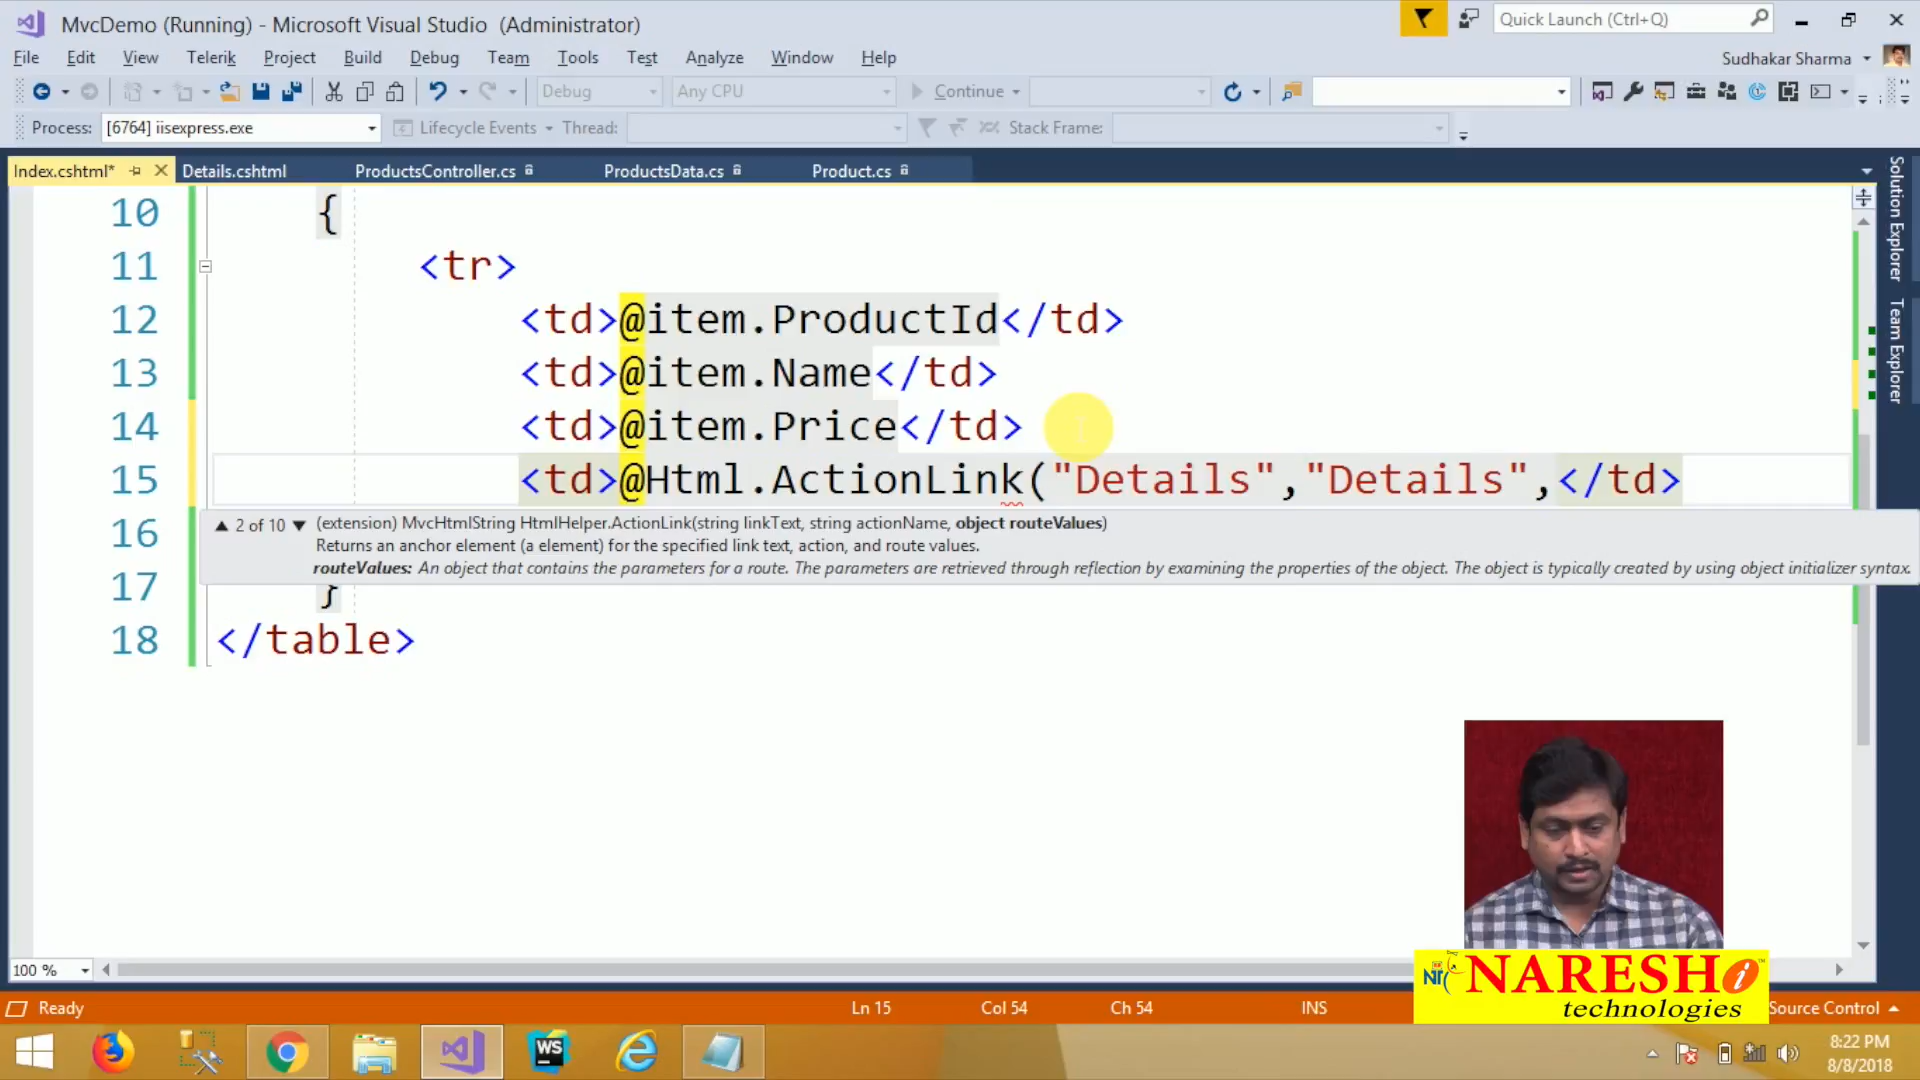 MvcDemo (Running) - Microsoft Visual Studio (Administrator)
Quick Launch (Ctrl+Q)
File Edit View Telerik Project Build Debug Team Tools Test Analyze Window Help
Sudhakar Sharma
Debug Any CPU Continue
Process: [6764] iisexpress.exe Lifecycle Events Thread: Stack Frame:
Index.cshtml* Details.cshtml ProductsController.cs ProductsData.cs Product.cs
Solution Explorer
Team Explorer
10 {
11 <tr>
12 <td>@item.ProductId</td>
13 <td>@item.Name</td>
14 <td>@item.Price</td>
15 <td>@Html.ActionLink("Details","Details",</td>
2 of 10 (extension) MvcHtmlString HtmlHelper.ActionLink(string linkText, string actionName, object routeValues)
Returns an anchor element (a element) for the specified link text, action, and route values.
routeValues: An object that contains the parameters for a route. The parameters are retrieved through reflection by examining the properties of the object. The object is typically created by using object initializer syntax.
16
17 }
18 </table>
100 %
NARESH i
technologies
Ready Ln 15 Col 54 Ch 54 INS Source Control
WS
8:22 PM
8/8/2018